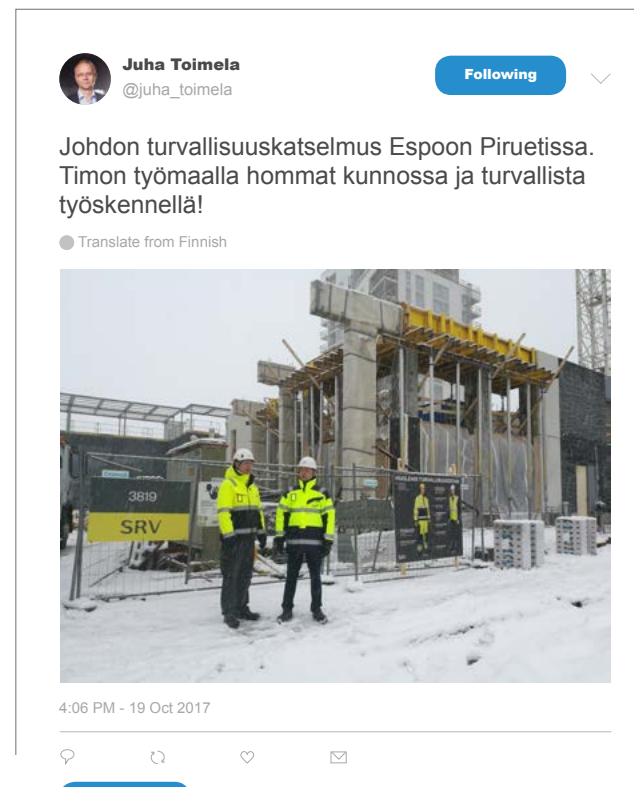 Juha Toimela
@juha_toimela
Following
Johdon turvallisuuskatselmus Espoon Piruetissa.
Timon työmaalla hommat kunnossa ja turvallista
työskennellä!
Translate from Finnish
3819
SRV
4:06 PM - 19 Oct 2017